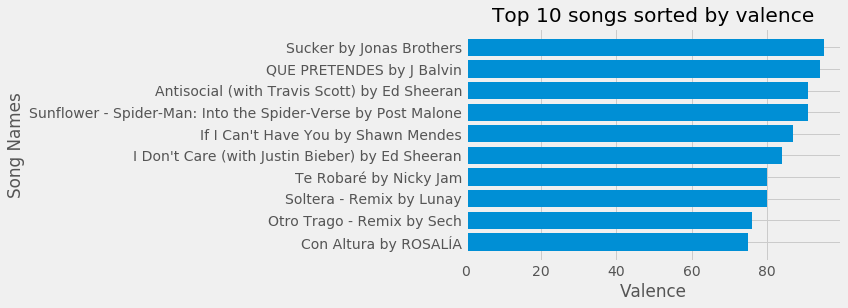 Top 10 songs sorted by valence
Song Names
Sucker by Jonas Brothers
QUE PRETENDES by J Balvin
Antisocial (with Travis Scott) by Ed Sheeran
Sunflower - Spider-Man: Into the Spider-Verse by Post Malone
If I Can't Have You by Shawn Mendes
I Don't Care (with Justin Bieber) by Ed Sheeran
Te Robaré by Nicky Jam
Soltera - Remix by Lunay
Otro Trago - Remix by Sech
Con Altura by ROSALÍA
0 20 40 60 80
Valence